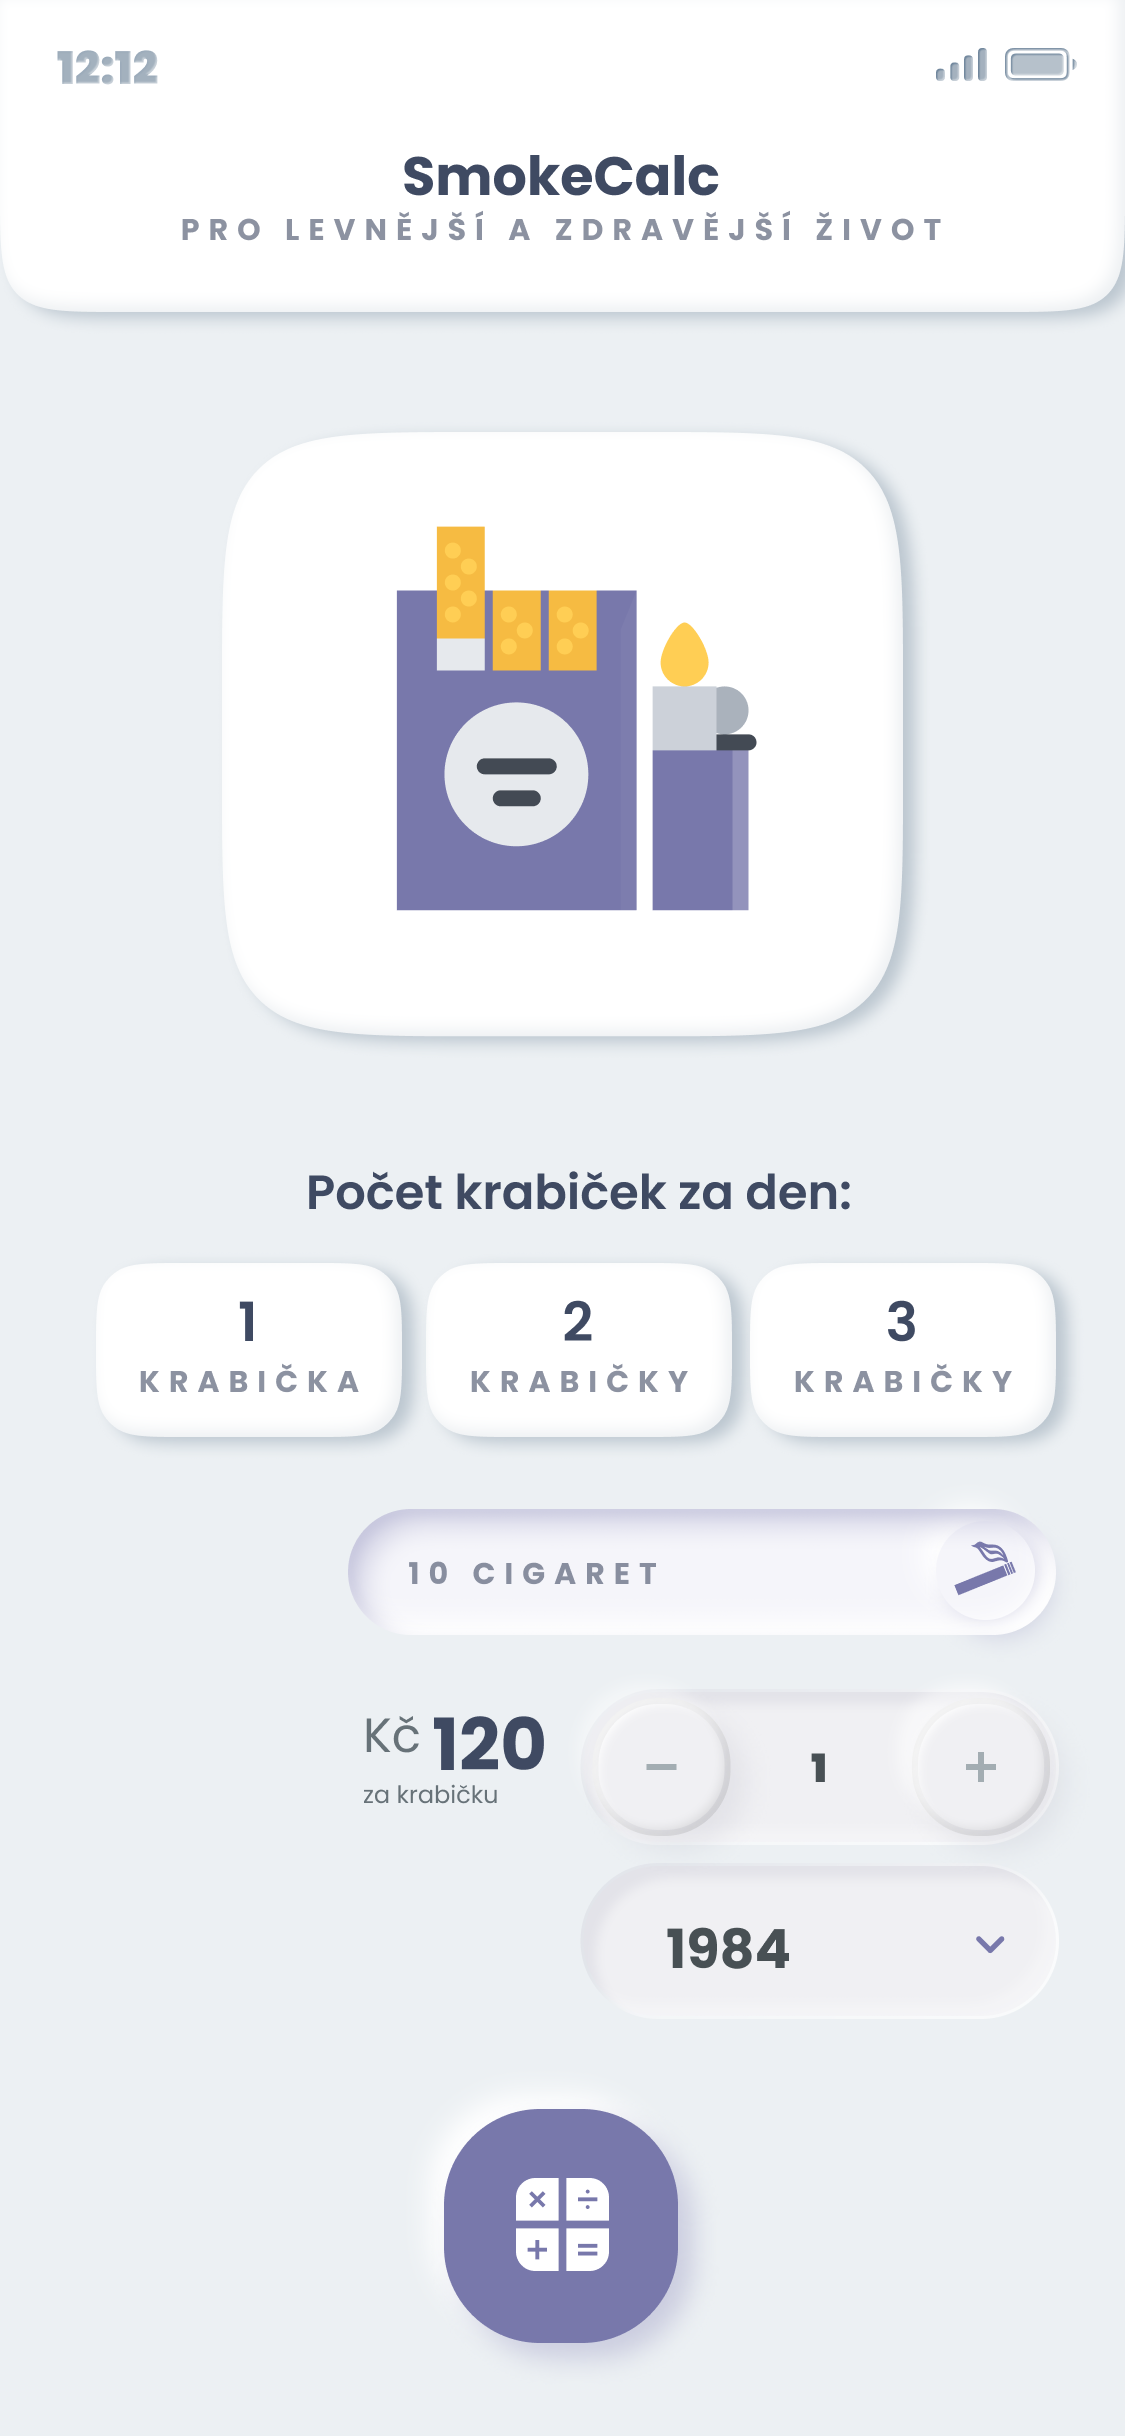 12:12
SmokeCalc
PRO LEVNĚJŠÍ A ZDRAVĚJŠÍ ŽIVOT
Počet krabiček za den:
1
KRABIČKA
2
KRABIČKY
3
KRABIČKY
10 CIGARET
Kč 120
za krabičku
− 1 +
1984
× ÷
+ =